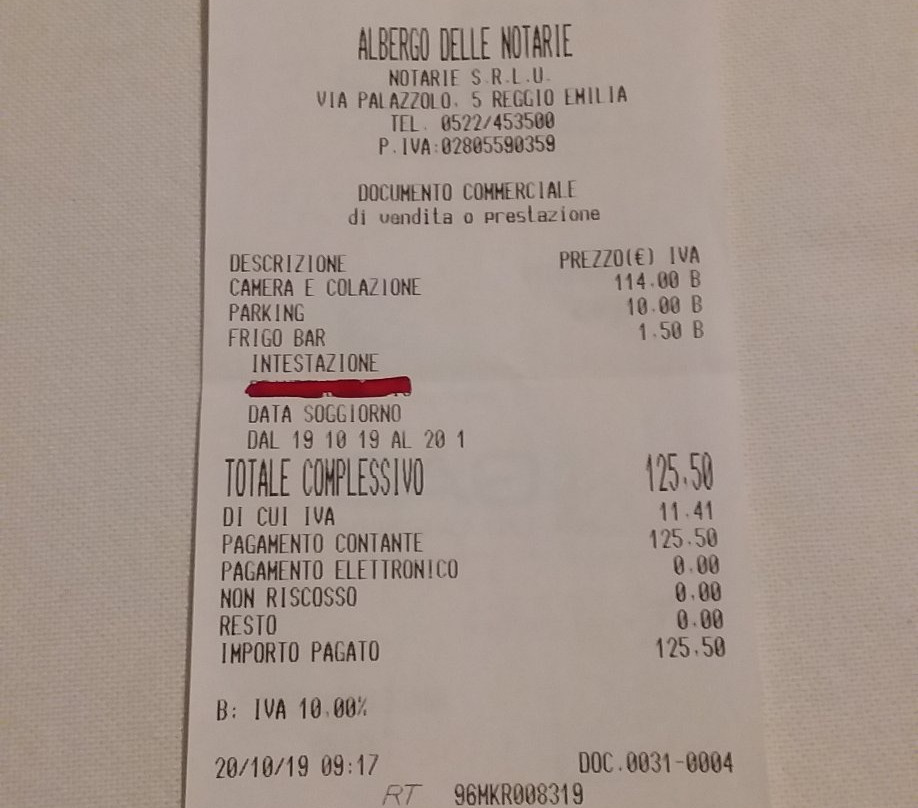 ALBERGO DELLE NOTARIE
NOTARIE S.R.L.U.
VIA PALAZZOLO, 5 REGGIO EMILIA
TEL. 0522/453500
P.IVA:02805590359
DOCUMENTO COMMERCIALE
di vendita o prestazione
DESCRIZIONE PREZZO(€) IVA
CAMERA E COLAZIONE 114.00 B
PARKING 10.00 B
FRIGO BAR 1.50 B
INTESTAZIONE
DATA SOGGIORNO
DAL 19 10 19 AL 20 1
TOTALE COMPLESSIVO 125.50
DI CUI IVA 11.41
PAGAMENTO CONTANTE 125.50
PAGAMENTO ELETTRONICO 0.00
NON RISCOSSO 0.00
RESTO 0.00
IMPORTO PAGATO 125.50
B: IVA 10.00%
20/10/19 09:17 DOC.0031-0004
RT 96MKR008319